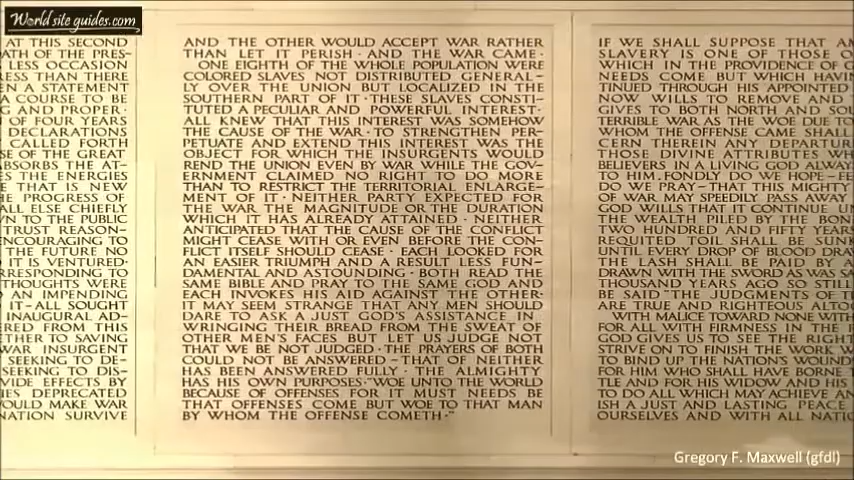 World site guides.com
AT THIS SECOND
ATH OF THE PRES-
LESS OCCASION
ESS THAN THERE
EN A STATEMENT
A COURSE TO BE
G AND PROPER·
OF FOUR YEARS
DECLARATIONS
CALLED FORTH
SE OF THE GREAT
ABSORBS THE AT-
ES THE ENERGIES
E THAT IS NEW
HE PROGRESS OF
ALL ELSE CHIEFLY
VN TO THE PUBLIC
TRUST REASON-
ENCOURAGING TO
THE FUTURE NO
IT IS VENTURED·
RRESPONDING TO
THOUGHTS WERE
AN IMPENDING
IT~ALL SOUGHT
INAUGURAL AD-
RED FROM THIS
THER TO SAVING
WAR INSURGENT
SEEKING TO DE-
SEEKING TO DIS-
VIDE EFFECTS BY
IES DEPRECATED
OULD MAKE WAR
NATION SURVIVE
AND THE OTHER WOULD ACCEPT WAR RATHER
THAN LET IT PERISH · AND THE WAR CAME·
ONE EIGHTH OF THE WHOLE POPULATION WERE
COLORED SLAVES NOT DISTRIBUTED GENERAL-
LY OVER THE UNION BUT LOCALIZED IN THE
SOUTHERN PART OF IT · THESE SLAVES CONSTI-
TUTED A PECULIAR AND POWERFUL INTEREST·
ALL KNEW THAT THIS INTEREST WAS SOMEHOW
THE CAUSE OF THE WAR · TO STRENGTHEN PER-
PETUATE AND EXTEND THIS INTEREST WAS THE
OBJECT FOR WHICH THE INSURGENTS WOULD
REND THE UNION EVEN BY WAR WHILE THE GOV-
ERNMENT CLAIMED NO RIGHT TO DO MORE
THAN TO RESTRICT THE TERRITORIAL ENLARGE-
MENT OF IT · NEITHER PARTY EXPECTED FOR
THE WAR THE MAGNITUDE OR THE DURATION
WHICH IT HAS ALREADY ATTAINED · NEITHER
ANTICIPATED THAT THE CAUSE OF THE CONFLICT
MIGHT CEASE WITH OR EVEN BEFORE THE CON-
FLICT ITSELF SHOULD CEASE · EACH LOOKED FOR
AN EASIER TRIUMPH AND A RESULT LESS FUN-
DAMENTAL AND ASTOUNDING · BOTH READ THE
SAME BIBLE AND PRAY TO THE SAME GOD AND
EACH INVOKES HIS AID AGAINST THE OTHER·
IT MAY SEEM STRANGE THAT ANY MEN SHOULD
DARE TO ASK A JUST GOD'S ASSISTANCE IN
WRINGING THEIR BREAD FROM THE SWEAT OF
OTHER MEN'S FACES BUT LET US JUDGE NOT
THAT WE BE NOT JUDGED · THE PRAYERS OF BOTH
COULD NOT BE ANSWERED ~ THAT OF NEITHER
HAS BEEN ANSWERED FULLY · THE ALMIGHTY
HAS HIS OWN PURPOSES · "WOE UNTO THE WORLD
BECAUSE OF OFFENSES FOR IT MUST NEEDS BE
THAT OFFENSES COME BUT WOE TO THAT MAN
BY WHOM THE OFFENSE COMETH·"
IF WE SHALL SUPPOSE THAT AM
SLAVERY IS ONE OF THOSE O
WHICH IN THE PROVIDENCE OF G
NEEDS COME BUT WHICH HAVIN
TINUED THROUGH HIS APPOINTED
NOW WILLS TO REMOVE AND
GIVES TO BOTH NORTH AND SOU
TERRIBLE WAR AS THE WOE DUE TO
WHOM THE OFFENSE CAME SHALL
CERN THEREIN ANY DEPARTUR
THOSE DIVINE ATTRIBUTES WH
BELIEVERS IN A LIVING GOD ALWAY
TO HIM. FONDLY DO WE HOPE~FE
DO WE PRAY~THAT THIS MIGHTY
OF WAR MAY SPEEDILY PASS AWAY
GOD WILLS THAT IT CONTINUE UN
THE WEALTH PILED BY THE BON
TWO HUNDRED AND FIFTY YEARS
REQUITED TOIL SHALL BE SUNK
UNTIL EVERY DROP OF BLOOD DRAW
THE LASH SHALL BE PAID BY A
DRAWN WITH THE SWORD AS WAS SA
THOUSAND YEARS AGO SO STILL
BE SAID "THE JUDGMENTS OF T
ARE TRUE AND RIGHTEOUS ALTOG
WITH MALICE TOWARD NONE WITH
FOR ALL WITH FIRMNESS IN THE R
GOD GIVES US TO SEE THE RIGHT
STRIVE ON TO FINISH THE WORK W
TO BIND UP THE NATION'S WOUND
FOR HIM WHO SHALL HAVE BORNE T
TLE AND FOR HIS WIDOW AND HIS
TO DO ALL WHICH MAY ACHIEVE AN
ISH A JUST AND LASTING PEACE
OURSELVES AND WITH ALL NATIO
Gregory F. Maxwell (gfdl)